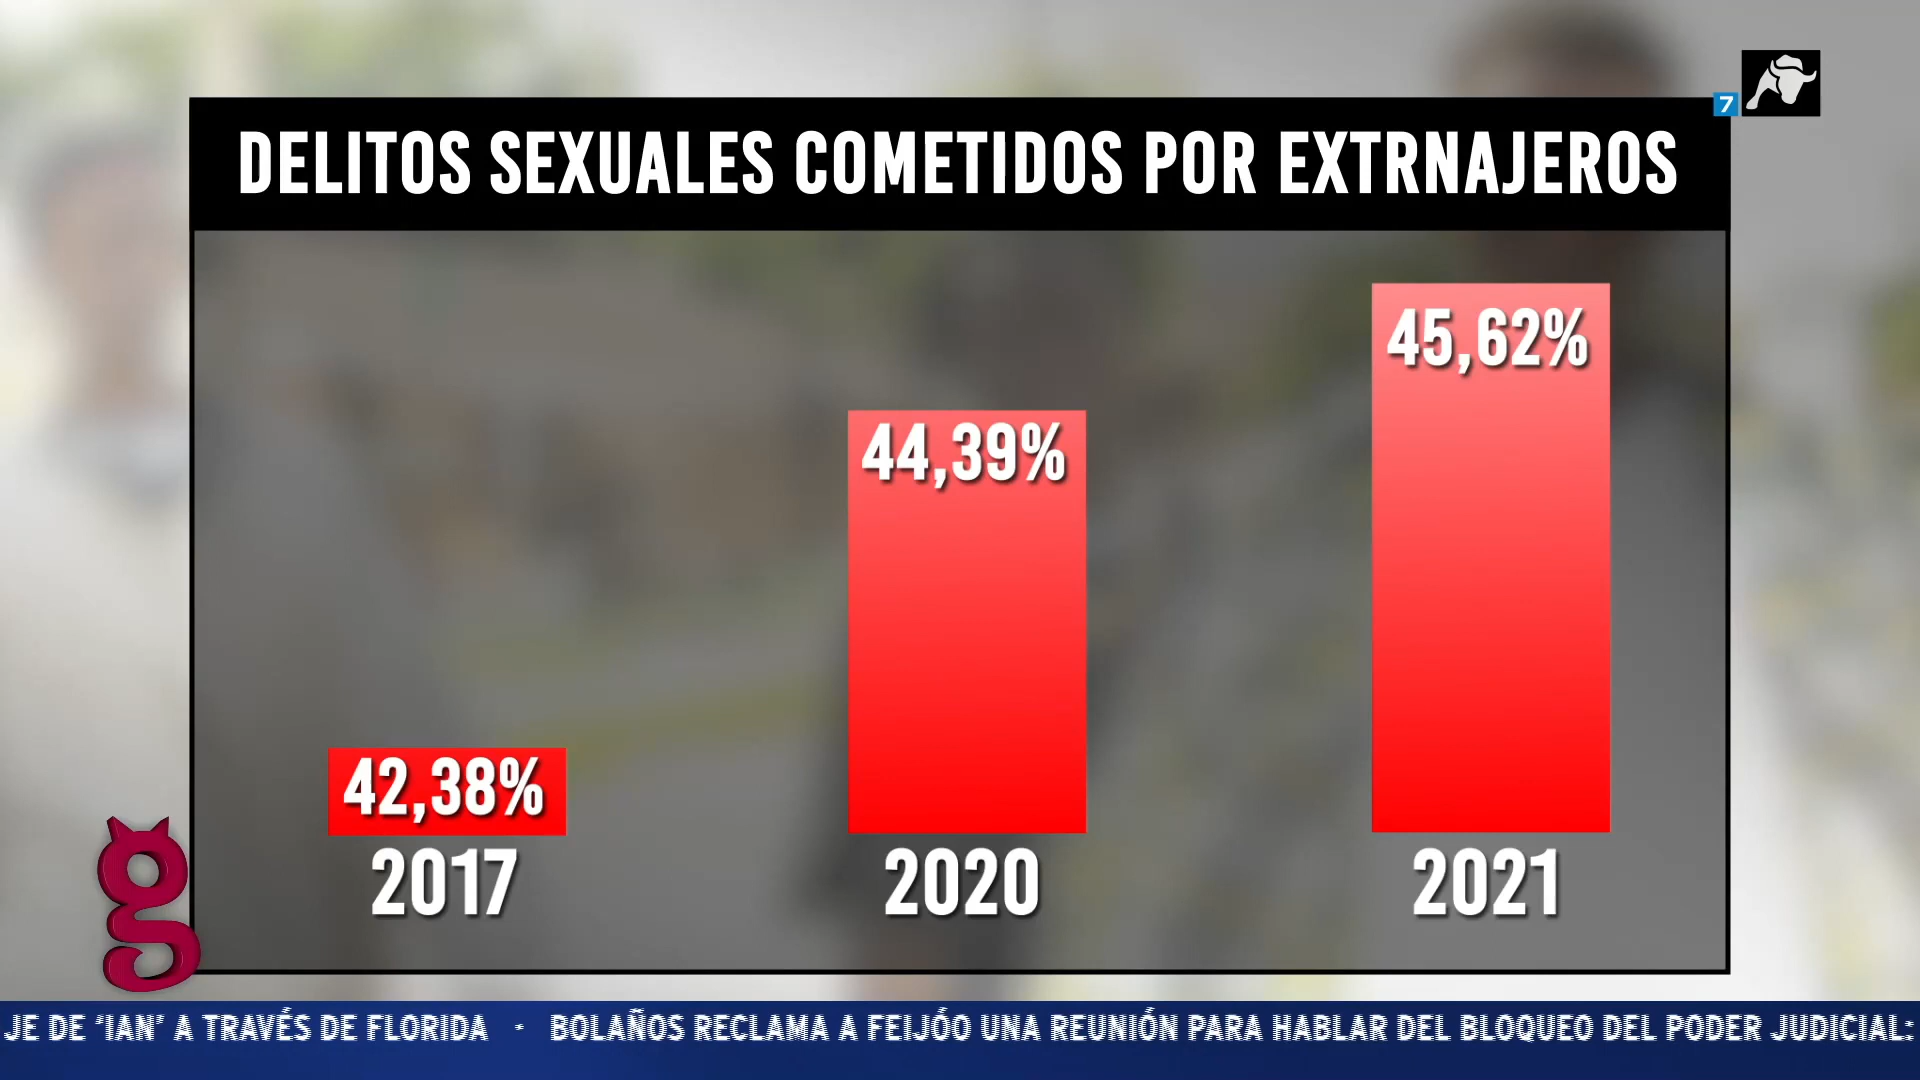 7
DELITOS SEXUALES COMETIDOS POR EXTRNAJEROS
45,62%
44,39%
42,38%
2017
2020
2021
g
JE DE “IAN” A TRAVÉS DE FLORIDA - BOLAÑOS RECLAMA A FEIJÓO UNA REUNIÓN PARA HABLAR DEL BLOQUEO DEL PODER JUDICIAL: